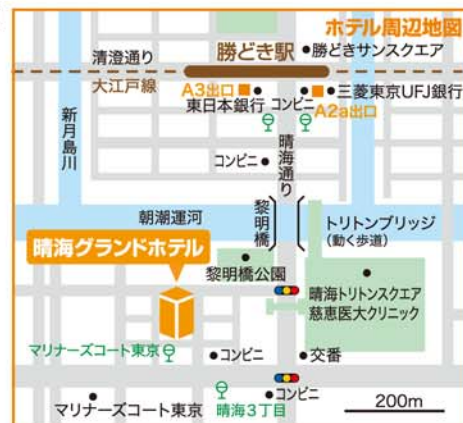 ホテル周辺地図
清澄通り
勝どき駅
勝どきサンスクエア
大江戸線
A3出口
東日本銀行
コンビニ
三菱東京UFJ銀行
A2a出口
新月島川
晴海通り
コンビニ
朝潮運河
黎明橋
トリトンブリッジ
(動く歩道)
晴海グランドホテル
黎明橋公園
晴海トリトンスクエア
慈恵医大クリニック
マリナーズコート東京
コンビニ
交番
マリナーズコート東京
晴海3丁目
コンビニ
200m